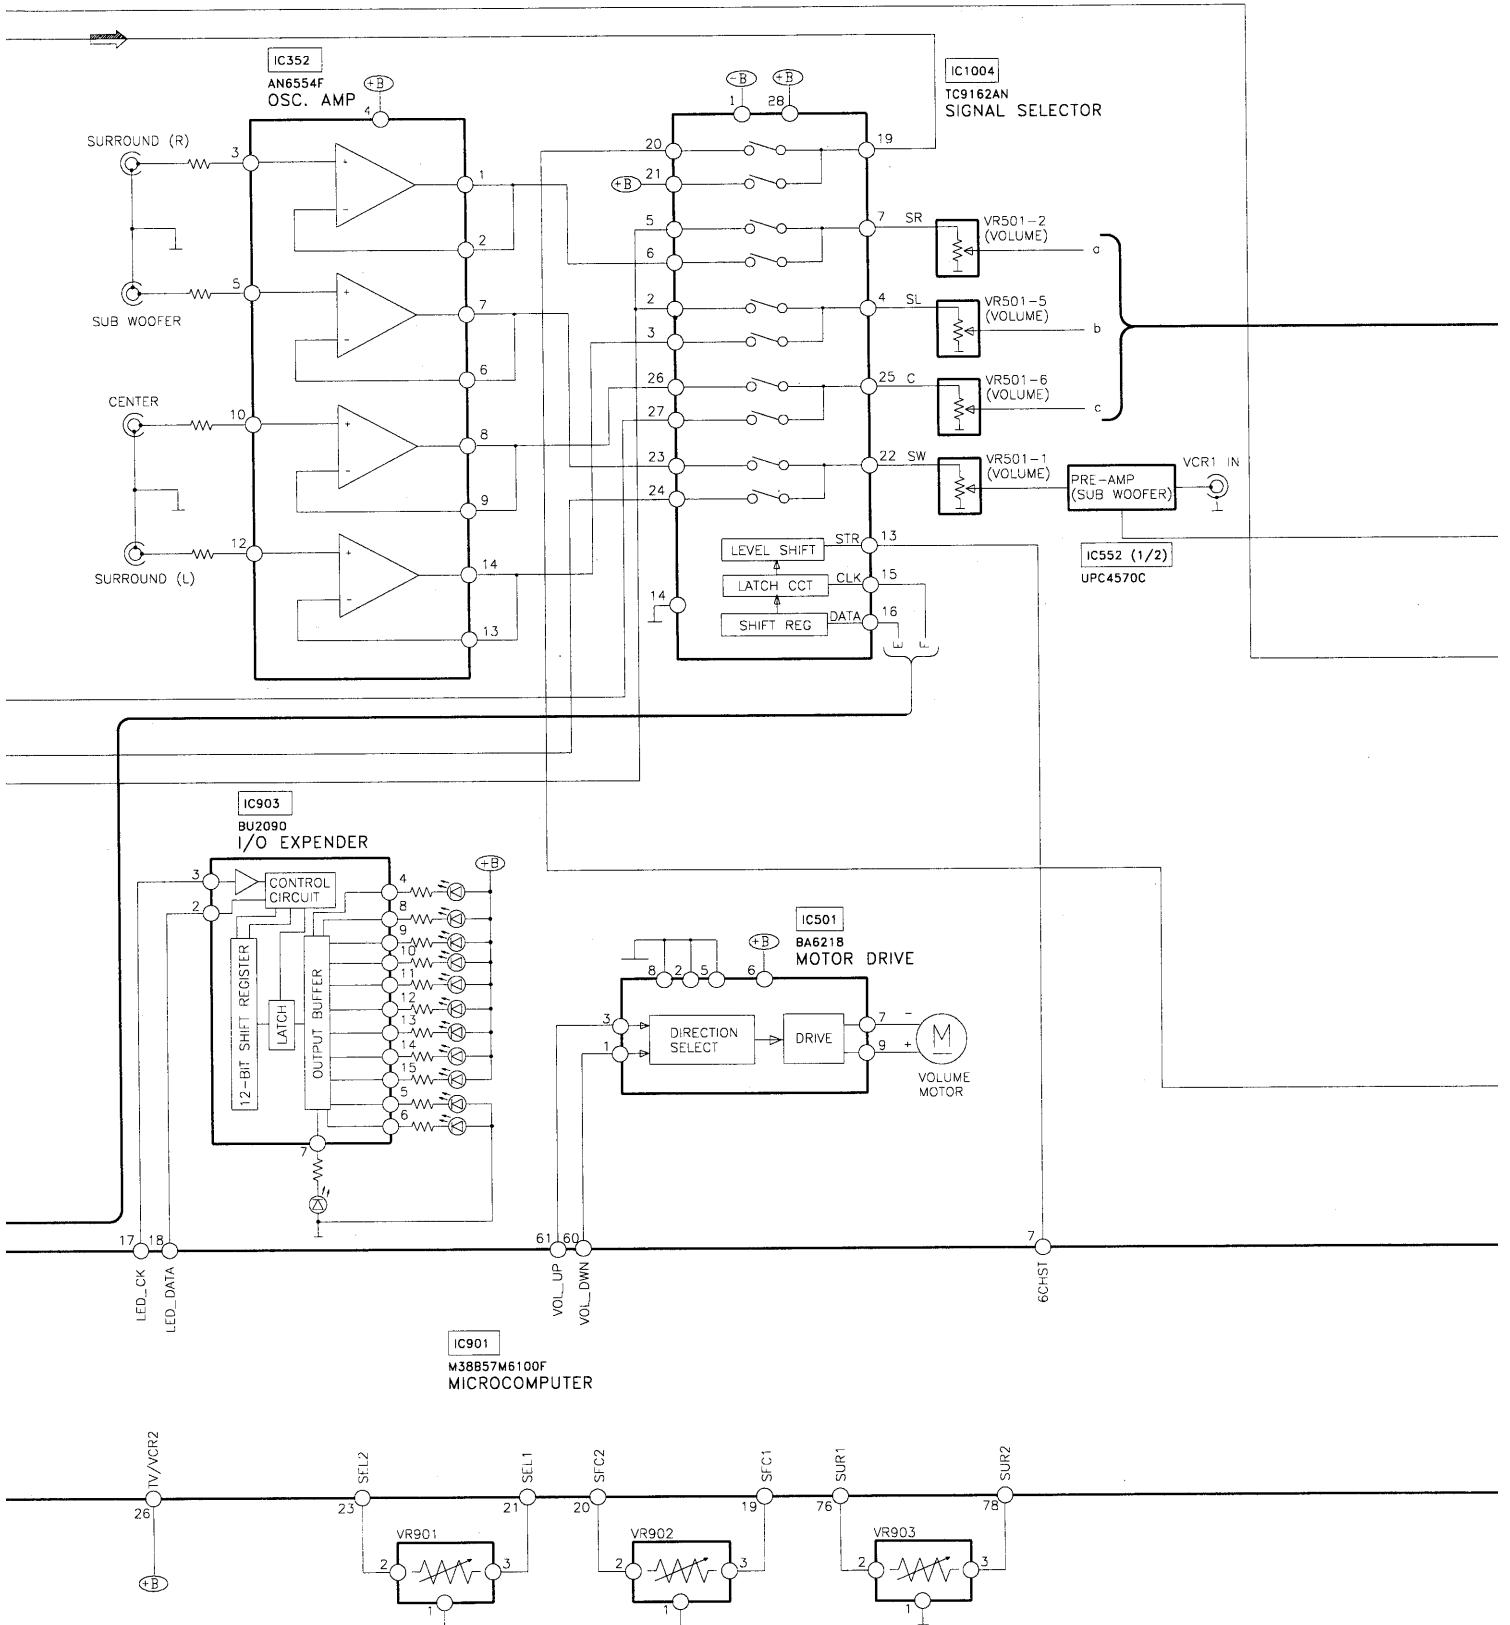 IC352
AN6554F
OSC. AMP
+B
4
SURROUND (R)
3
+
-
1
2
5
SUB WOOFER
+
-
7
6
CENTER
10
+
-
8
9
12
SURROUND (L)
+
-
14
13
IC1004
TC9162AN
SIGNAL SELECTOR
-B
+B
1
28
20
19
+B
21
5
7
SR
6
2
4
SL
3
26
25
C
27
23
22
SW
24
VR501-2
(VOLUME)
a
VR501-5
(VOLUME)
b
VR501-6
(VOLUME)
c
VR501-1
(VOLUME)
PRE-AMP
(SUB WOOFER)
VCR1 IN
IC552 (1/2)
UPC4570C
LEVEL SHIFT
STR
13
LATCH CCT
CLK
15
14
SHIFT REG
DATA
16
E
F
IC903
BU2090
I/O EXPENDER
3
2
CONTROL
CIRCUIT
12-BIT SHIFT REGISTER
LATCH
OUTPUT BUFFER
4
8
9
10
11
12
13
14
15
5
6
7
+B
IC501
BA6218
MOTOR DRIVE
8
2
5
6
+B
3
1
DIRECTION
SELECT
DRIVE
7
-
9
+
M
VOLUME
MOTOR
17
18
61
60
7
LED_CK
LED_DATA
VOL_UP
VOL_DWN
6CHST
IC901
M38B57M6100F
MICROCOMPUTER
TV/VCR2
SEL2
SEL1
SFC2
SFC1
SUR1
SUR2
26
23
21
20
19
76
78
+B
VR901
2
3
1
VR902
2
3
1
VR903
2
3
1